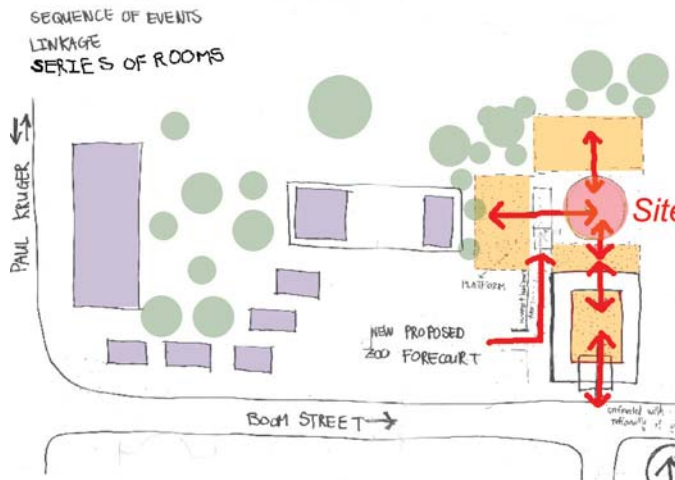 SEQUENCE OF EVENTS
LINKAGE
SERIES OF ROOMS
PAUL KRUGER
Site
PLATFORM
NEW PROPOSED
ZOO FORECOURT
BOOM STREET